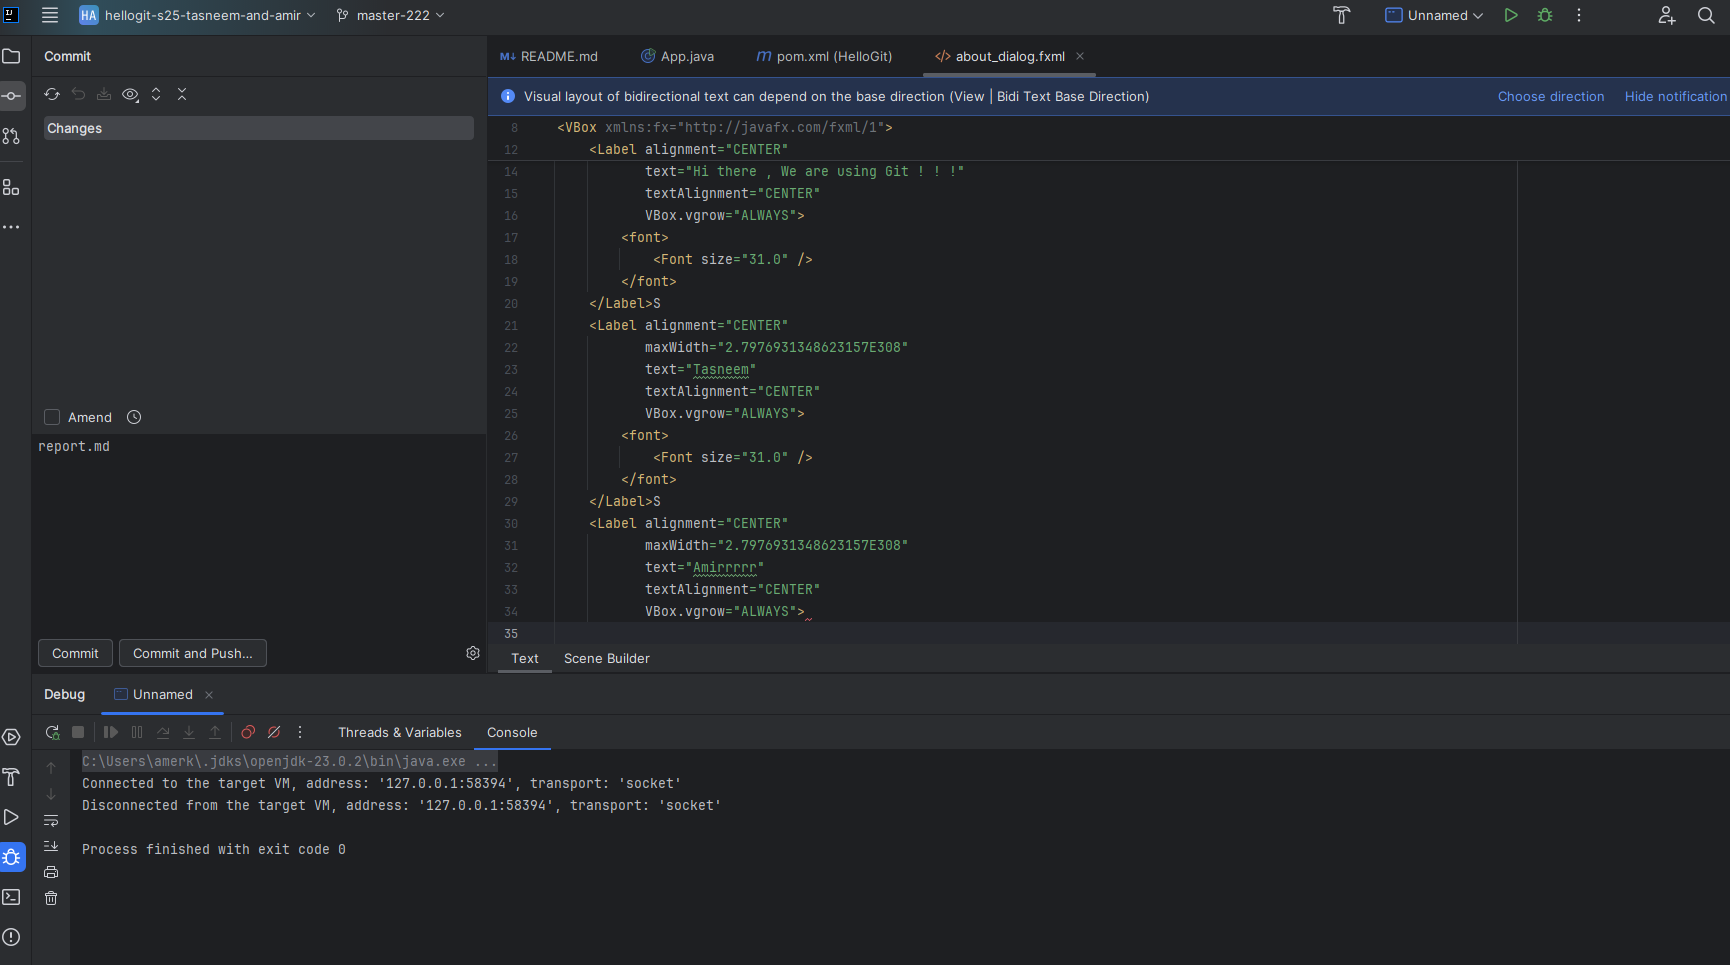 HA hellogit-s25-tasneem-and-amir master-222 Unnamed
Commit
Changes
Amend
report.md
Commit Commit and Push...
README.md App.java pom.xml (HelloGit) about_dialog.fxml
Visual layout of bidirectional text can depend on the base direction (View | Bidi Text Base Direction) Choose direction Hide notification
8 <VBox xmlns:fx="http://javafx.com/fxml/1">
12 <Label alignment="CENTER"
14 text="Hi there , We are using Git ! ! !"
15 textAlignment="CENTER"
16 VBox.vgrow="ALWAYS">
17 <font>
18 <Font size="31.0" />
19 </font>
20 </Label>S
21 <Label alignment="CENTER"
22 maxWidth="2.7976931348623157E308"
23 text="Tasneem"
24 textAlignment="CENTER"
25 VBox.vgrow="ALWAYS">
26 <font>
27 <Font size="31.0" />
28 </font>
29 </Label>S
30 <Label alignment="CENTER"
31 maxWidth="2.7976931348623157E308"
32 text="Amirrrrr"
33 textAlignment="CENTER"
34 VBox.vgrow="ALWAYS">
35
Text Scene Builder
Debug Unnamed
Threads & Variables Console
C:\Users\amerk\.jdks\openjdk-23.0.2\bin\java.exe ...
Connected to the target VM, address: '127.0.0.1:58394', transport: 'socket'
Disconnected from the target VM, address: '127.0.0.1:58394', transport: 'socket'
Process finished with exit code 0